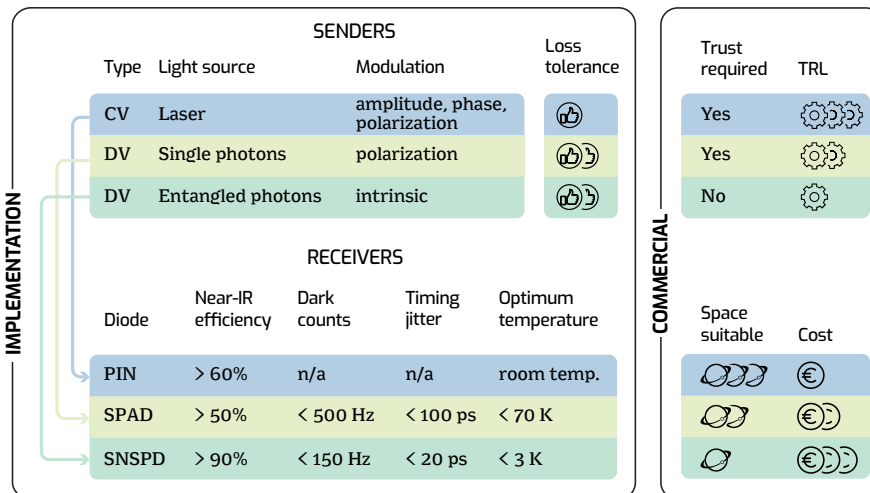 IMPLEMENTATION
SENDERS
Type Light source Modulation Loss tolerance
CV Laser amplitude, phase, polarization
DV Single photons polarization
DV Entangled photons intrinsic
RECEIVERS
Diode Near-IR efficiency Dark counts Timing jitter Optimum temperature
PIN > 60% n/a n/a room temp.
SPAD > 50% < 500 Hz < 100 ps < 70 K
SNSPD > 90% < 150 Hz < 20 ps < 3 K
COMMERCIAL
Trust required TRL
Yes
Yes
No
Space suitable Cost
€
€
€